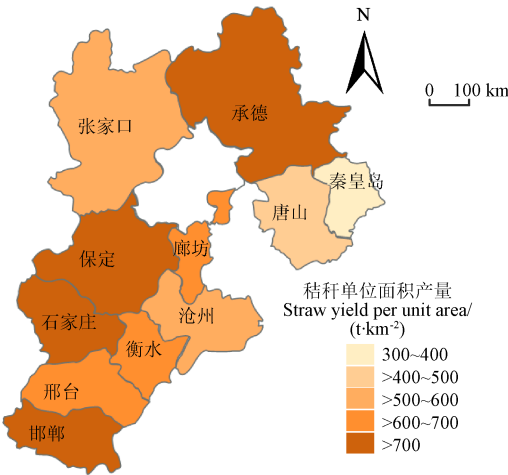 N
0 100 km
承德
张家口
秦皇岛
唐山
廊坊
保定
沧州
石家庄
衡水
邢台
邯郸
秸秆单位面积产量
Straw yield per unit area/
(t·km-2)
300~400
>400~500
>500~600
>600~700
>700